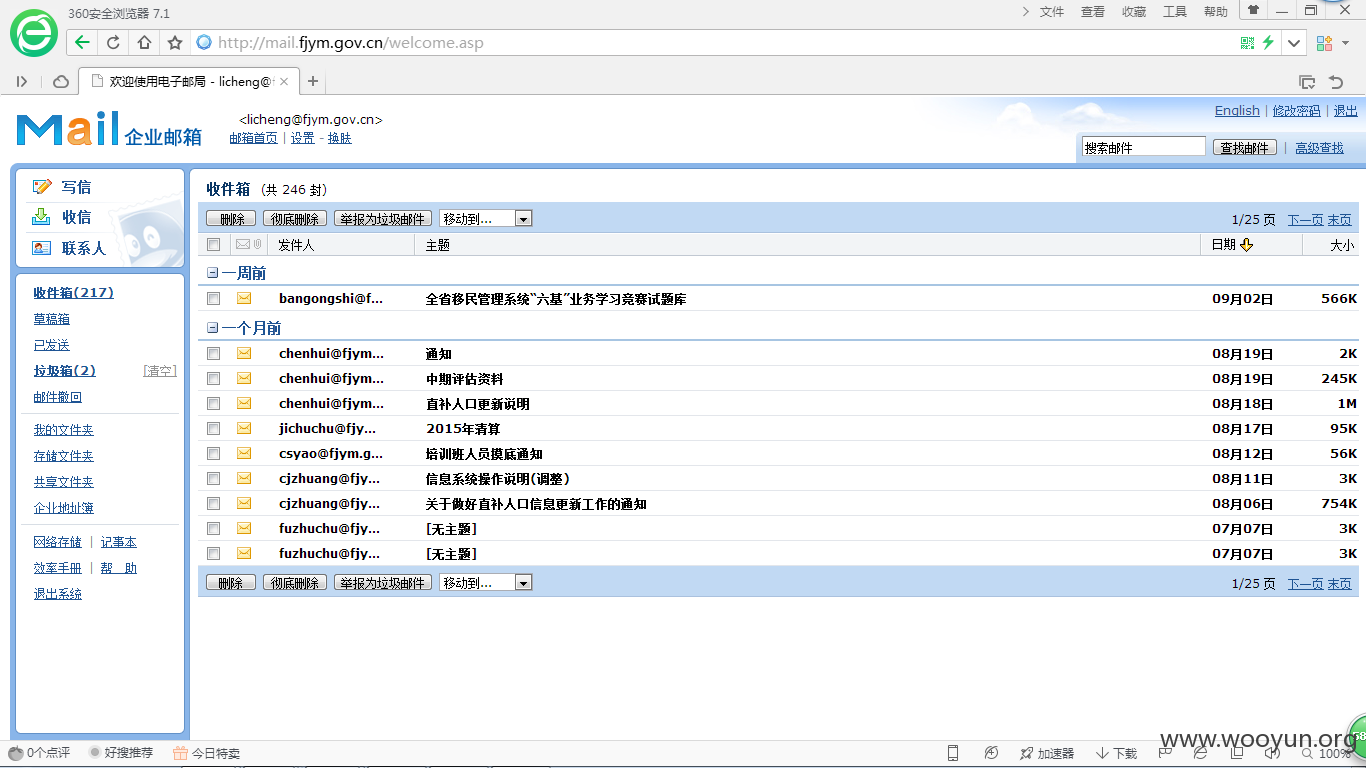 360安全浏览器 7.1
文件 查看 收藏 工具 帮助
http://mail.fjym.gov.cn/welcome.asp
欢迎使用电子邮局 - licheng@f
Mail 企业邮箱
<licheng@fjym.gov.cn>
邮箱首页 | 设置 - 换肤
English | 修改密码 | 退出
搜索邮件 查找邮件 | 高级查找
写信
收信
联系人
收件箱(217)
草稿箱
已发送
垃圾箱(2) [清空]
邮件撤回
我的文件夹
存储文件夹
共享文件夹
企业地址簿
网络存储 | 记事本
效率手册 | 帮 助
退出系统
收件箱 (共 246 封)
删除 彻底删除 举报为垃圾邮件 移动到... 1/25 页 下一页 末页
发件人 主题 日期 大小
一周前
bangongshi@f... 全省移民管理系统“六基”业务学习竞赛试题库 09月02日 566K
一个月前
chenhui@fjym... 通知 08月19日 2K
chenhui@fjym... 中期评估资料 08月19日 245K
chenhui@fjym... 直补人口更新说明 08月18日 1M
jichuchu@fjy... 2015年清算 08月17日 95K
csyao@fjym.g... 培训班人员摸底通知 08月12日 56K
cjzhuang@fjy... 信息系统操作说明(调整) 08月11日 3K
cjzhuang@fjy... 关于做好直补人口信息更新工作的通知 08月06日 754K
fuzhuchu@fjy... [无主题] 07月07日 3K
fuzhuchu@fjy... [无主题] 07月07日 3K
删除 彻底删除 举报为垃圾邮件 移动到... 1/25 页 下一页 末页
0个点评 好搜推荐 今日特卖 加速器 下载 100%
www.wooyun.org